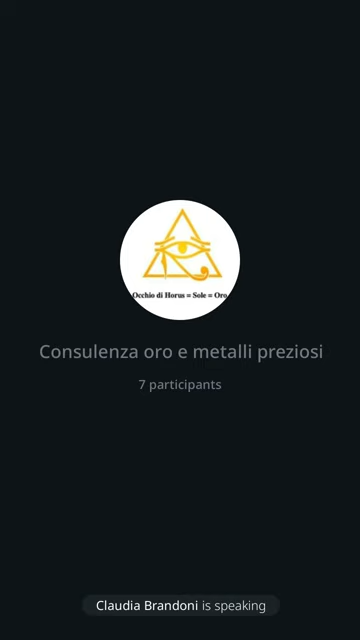 Occhio di Horus = Sole = Oro
Consulenza oro e metalli preziosi
7 participants
Claudia Brandoni is speaking